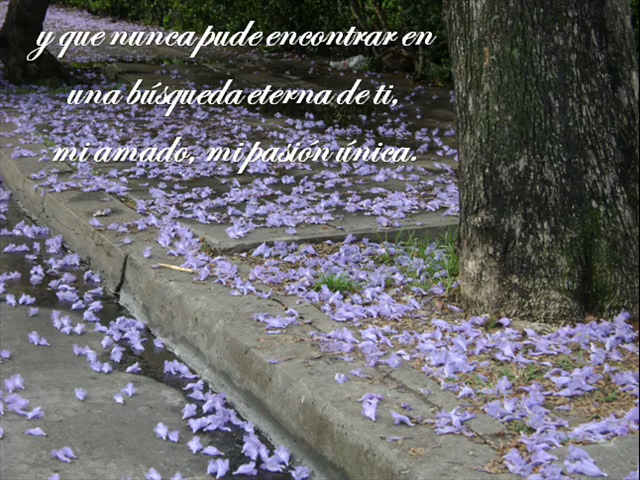 y que nunca pude encontrar en
una búsqueda eterna de ti,
mi amado, mi pasión única.